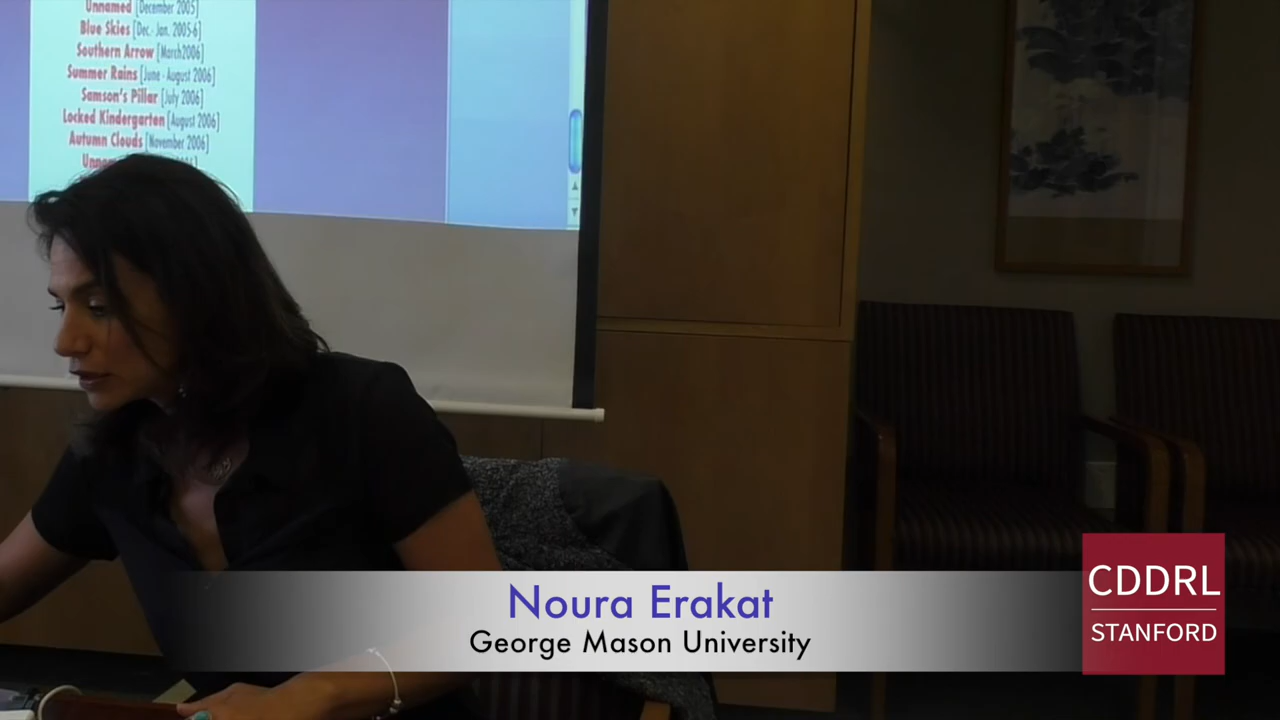 Unnamed [December 2005]
Blue Skies [Dec.- Jan. 2005-6]
Southern Arrow [March2006]
Summer Rains [June - August 2006]
Samson's Pillar [July 2006]
Locked Kindergarten [August 2006]
Autumn Clouds [November 2006]
Noura Erakat
George Mason University
CDDRL
STANFORD